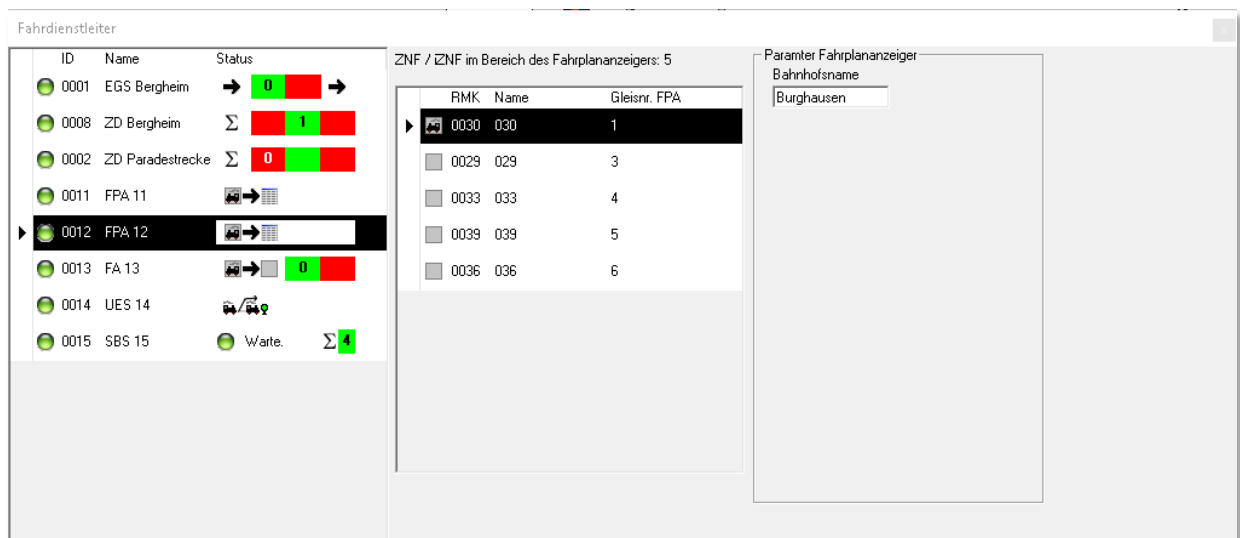 Fahrdienstleiter
ID Name Status
0001 EGS Bergheim 0
0008 ZD Bergheim Σ 1
0002 ZD Paradestrecke Σ 0
0011 FPA 11
0012 FPA 12
0013 FA 13 0
0014 UES 14
0015 SBS 15 Warte. Σ 4
ZNF / iZNF im Bereich des Fahrplananzeigers: 5
RMK Name Gleisnr. FPA
0030 030 1
0029 029 3
0033 033 4
0039 039 5
0036 036 6
Paramter Fahrplananzeiger
Bahnhofsname
Burghausen